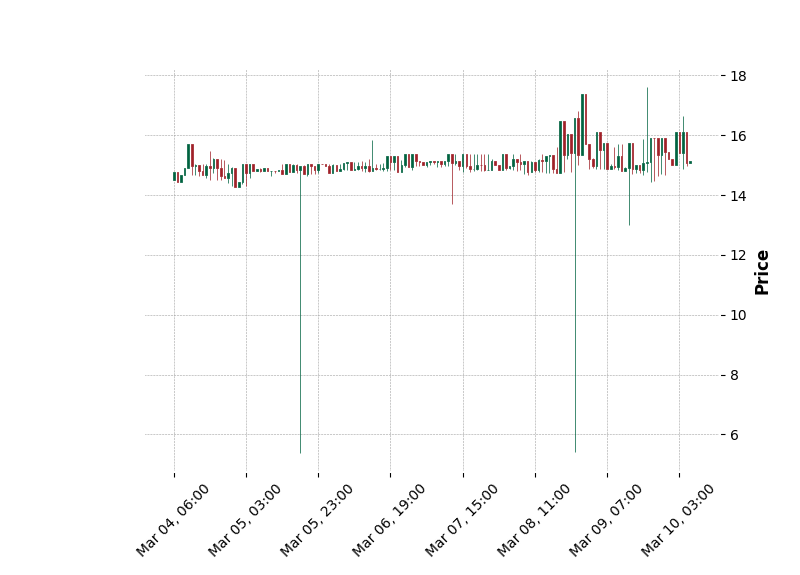 18
16
14
12
10
8
6
Price
Mar 04, 06:00
Mar 05, 03:00
Mar 05, 23:00
Mar 06, 19:00
Mar 07, 15:00
Mar 08, 11:00
Mar 09, 07:00
Mar 10, 03:00